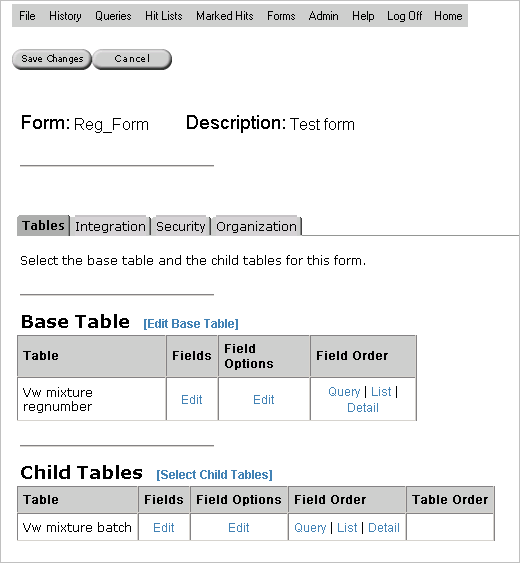 File History Queries Hit Lists Marked Hits Forms Admin Help Log Off Home
Save Changes Cancel
Form: Reg_Form Description: Test form
Tables Integration Security Organization
Select the base table and the child tables for this form.
Base Table [Edit Base Table]
Table Fields Field Options Field Order
Vw mixture regnumber Edit Edit Query | List | Detail
Child Tables [Select Child Tables]
Table Fields Field Options Field Order Table Order
Vw mixture batch Edit Edit Query | List | Detail